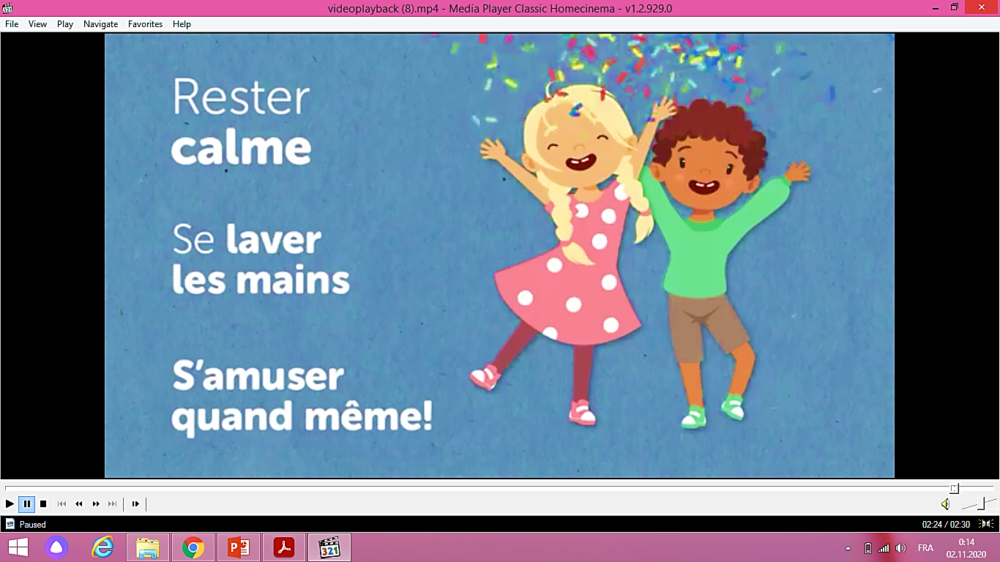 videoplayback (8).mp4 - Media Player Classic Homecinema - v1.2.929.0
File View Play Navigate Favorites Help
Rester
calme
Se laver
les mains
S'amuser
quand même!
Paused
02:24 / 02:30
321
FRA
0:14
02.11.2020